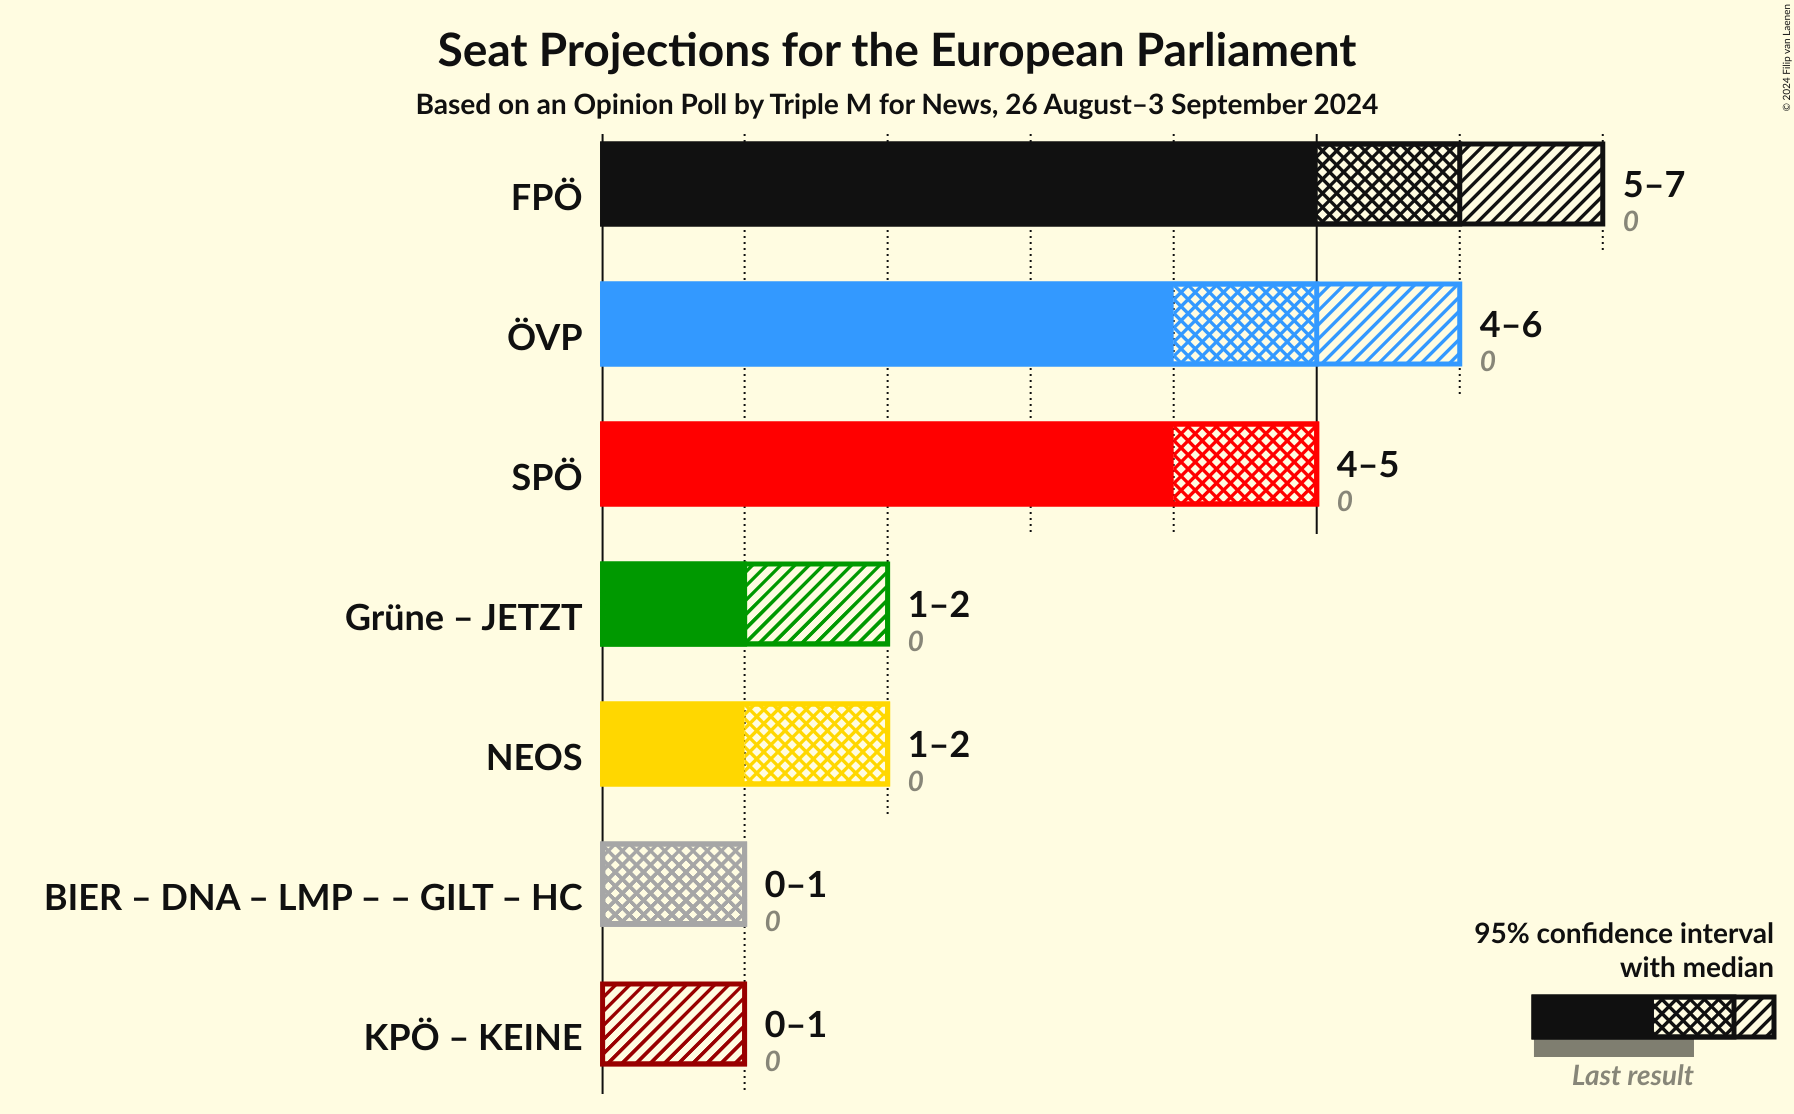 Seat Projections for the European Parliament
Based on an Opinion Poll by Triple M for News, 26 August–3 September 2024
© 2024 Filip van Laenen
FPÖ
5–7
0
ÖVP
4–6
0
SPÖ
4–5
0
Grüne – JETZT
1–2
0
NEOS
1–2
0
BIER – DNA – LMP – – GILT – HC
0–1
0
KPÖ – KEINE
0–1
0
95% confidence interval
with median
Last result